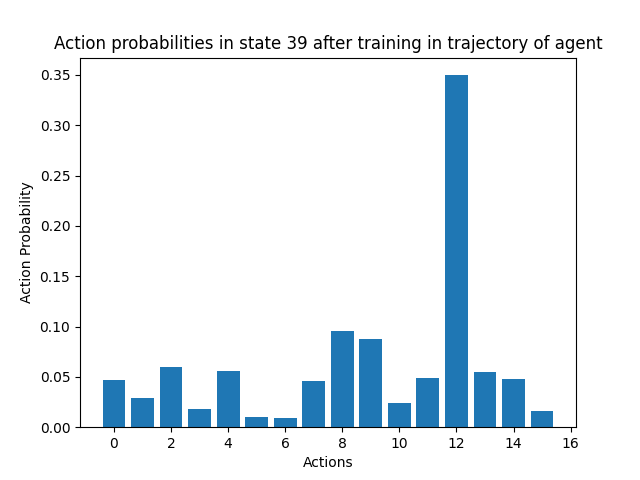 Action probabilities in state 39 after training in trajectory of agent
0.35
0.30
0.25
0.20
0.15
0.10
0.05
0.00
Action Probability
0 2 4 6 8 10 12 14 16
Actions